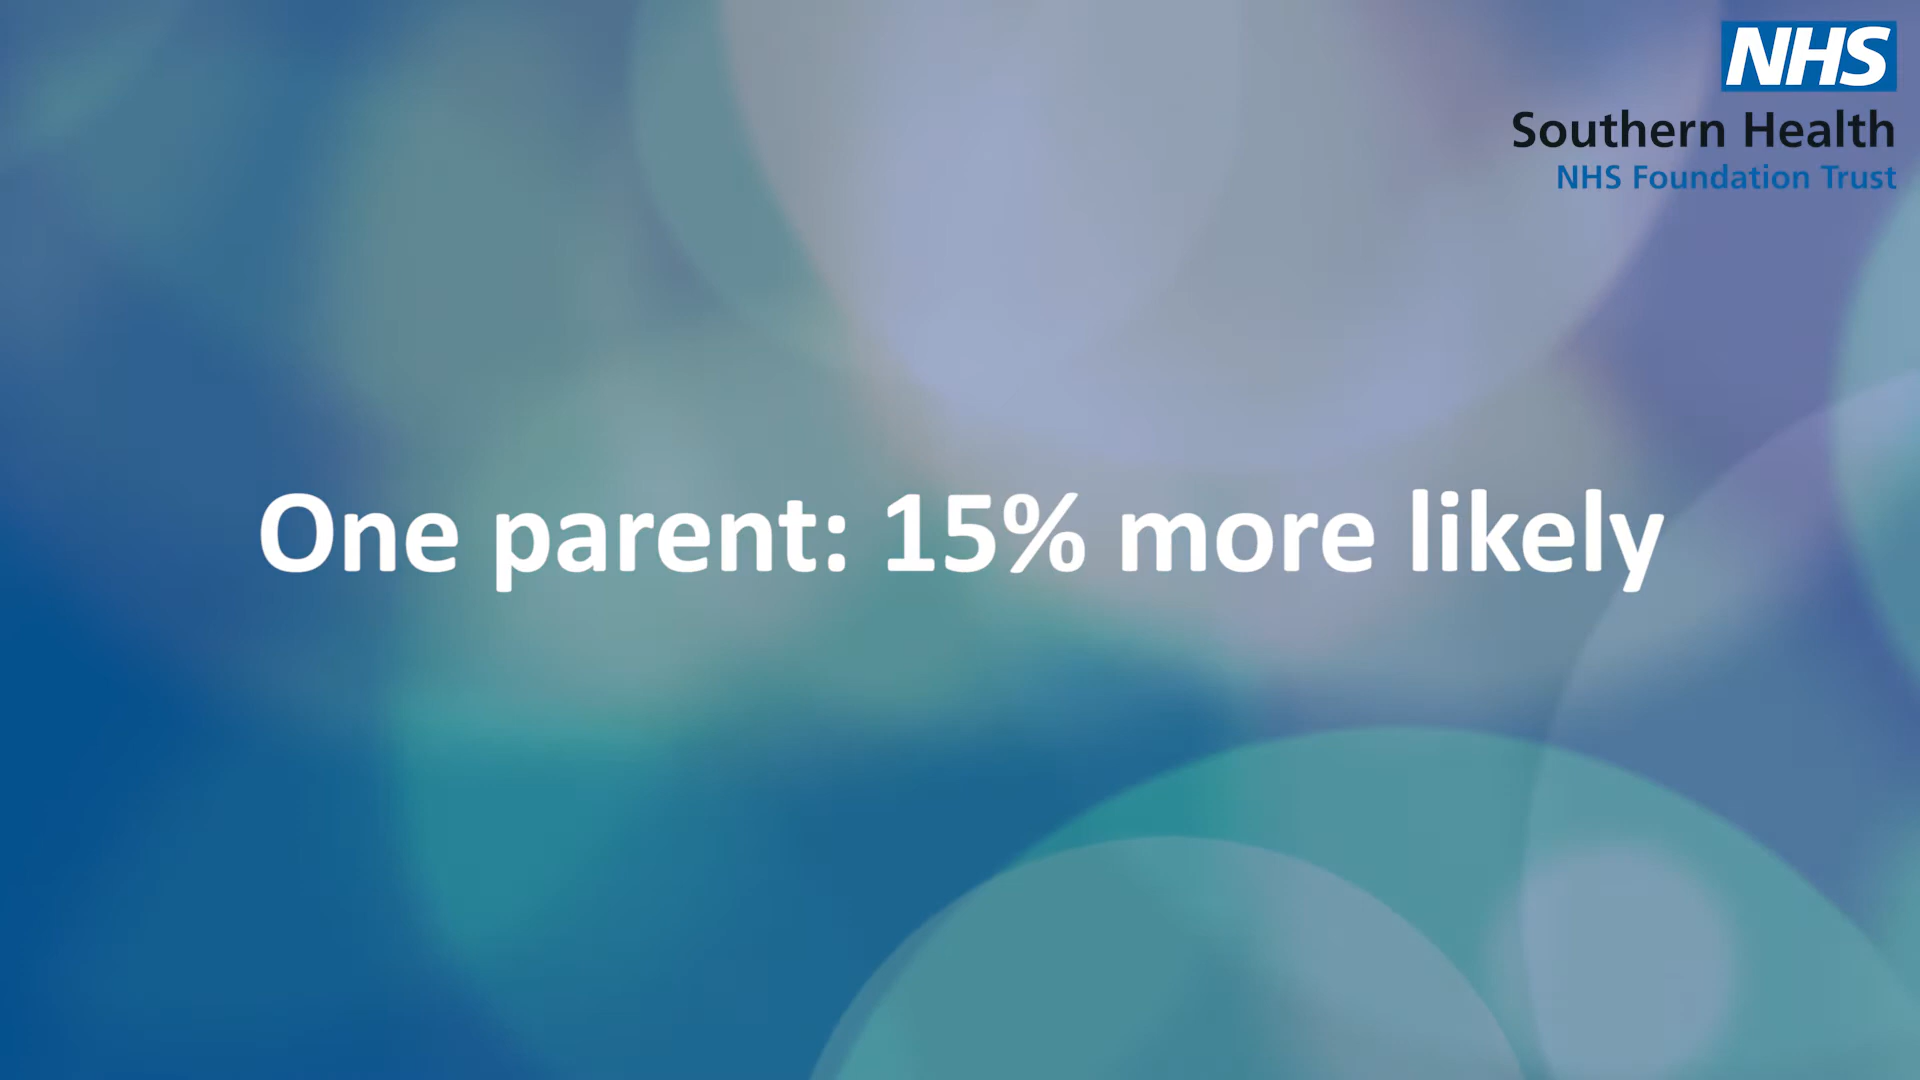 NHS
Southern Health
NHS Foundation Trust
One parent: 15% more likely